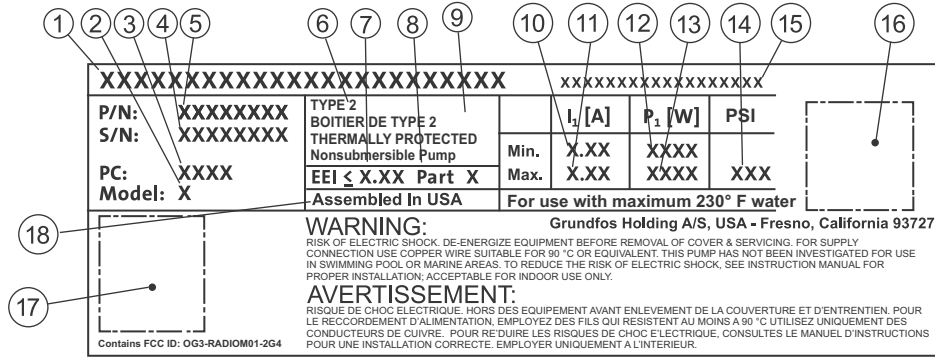 1 2 3 4 5 6 7 8 9 10 11 12 13 14 15 16
XXXXXXXXXXXXXXXXXXXXXXXX XXXXXXXXXXXXXXXXXX
P/N: XXXXXXXX
S/N: XXXXXXXX
PC: XXXX
Model: X
TYPE 2
BOITIER DE TYPE 2
THERMALLY PROTECTED
Nonsubmersible Pump
EEI ≤ X.XX Part X
Assembled In USA
I1 [A] P1 [W] PSI
Min. X.XX XXXX
Max. X.XX XXXX XXX
For use with maximum 230° F water
18
17
Grundfos Holding A/S, USA - Fresno, California 93727
WARNING:
RISK OF ELECTRIC SHOCK. DE-ENERGIZE EQUIPMENT BEFORE REMOVAL OF COVER & SERVICING. FOR SUPPLY
CONNECTION USE COPPER WIRE SUITABLE FOR 90 °C OR EQUIVALENT. THIS PUMP HAS NOT BEEN INVESTIGATED FOR USE
IN SWIMMING POOL OR MARINE AREAS. TO REDUCE THE RISK OF ELECTRIC SHOCK, SEE INSTRUCTION MANUAL FOR
PROPER INSTALLATION; ACCEPTABLE FOR INDOOR USE ONLY.
AVERTISSEMENT:
RISQUE DE CHOC ELECTRIQUE. HORS DES EQUIPEMENT AVANT ENLEVEMENT DE LA COUVERTURE ET D'ENTRETIEN. POUR
LE RECCORDEMENT D'ALIMENTATION, EMPLOYEZ DES FILS QUI RESISTENT AU MOINS A 90 °C UTILISEZ UNIQUEMENT DES
CONDUCTEURS DE CUIVRE. POUR RE'DUIRE LES RISQUES DE CHOC E'LECTRIQUE, CONSULTES LE MANUEL D'INSTRUCTIONS
POUR UNE INSTALLATION CORRECTE. EMPLOYER UNIQUEMENT A L'INTERIEUR.
Contains FCC ID: OG3-RADIOM01-2G4